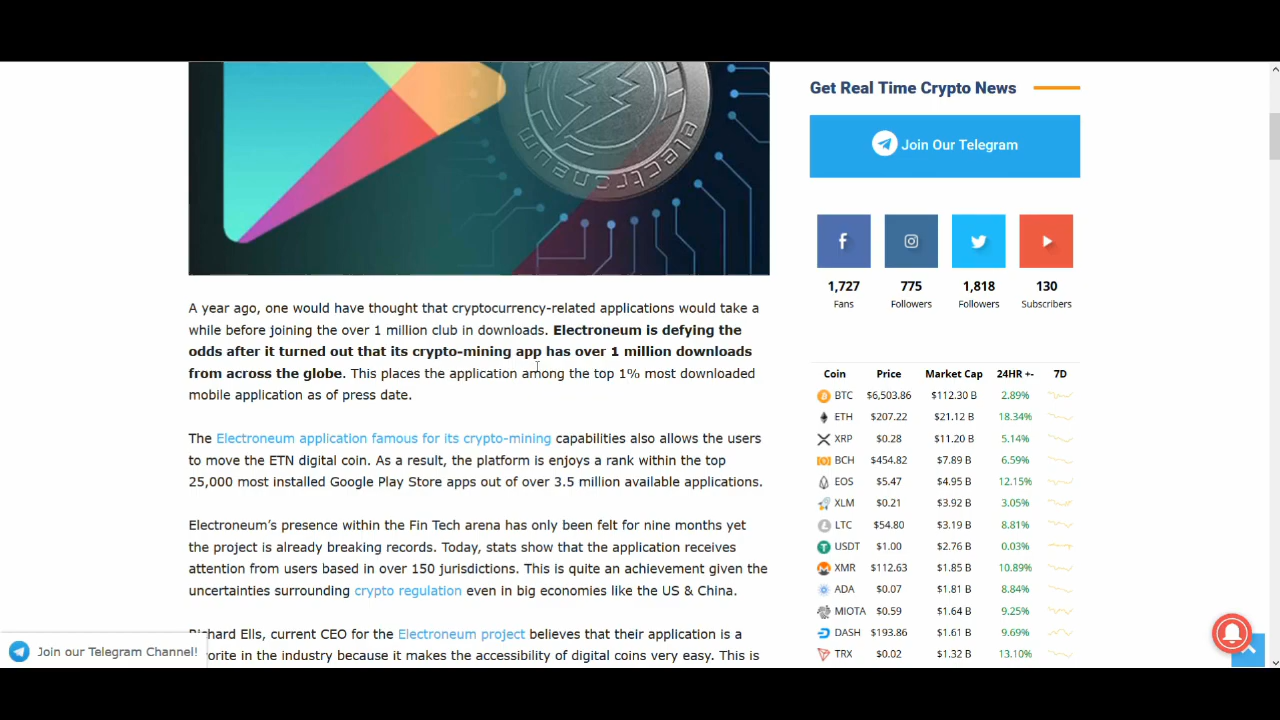 electroneum
A year ago, one would have thought that cryptocurrency-related applications would take a
while before joining the over 1 million club in downloads. Electroneum is defying the
odds after it turned out that its crypto-mining app has over 1 million downloads
from across the globe. This places the application among the top 1% most downloaded
mobile application as of press date.
The Electroneum application famous for its crypto-mining capabilities also allows the users
to move the ETN digital coin. As a result, the platform is enjoys a rank within the top
25,000 most installed Google Play Store apps out of over 3.5 million available applications.
Electroneum’s presence within the Fin Tech arena has only been felt for nine months yet
the project is already breaking records. Today, stats show that the application receives
attention from users based in over 150 jurisdictions. This is quite an achievement given the
uncertainties surrounding crypto regulation even in big economies like the US & China.
Richard Ells, current CEO for the Electroneum project believes that their application is a
orite in the industry because it makes the accessibility of digital coins very easy. This is
Join our Telegram Channel!
Get Real Time Crypto News
Join Our Telegram
1,727 775 1,818 130
Fans Followers Followers Subscribers
Coin Price Market Cap 24HR +- 7D
BTC $6,503.86 $112.30 B 2.89%
ETH $207.22 $21.12 B 18.34%
XRP $0.28 $11.20 B 5.14%
BCH $454.82 $7.89 B 6.59%
EOS $5.47 $4.95 B 12.15%
XLM $0.21 $3.92 B 3.05%
LTC $54.80 $3.19 B 8.81%
USDT $1.00 $2.76 B 0.03%
XMR $112.63 $1.85 B 10.89%
ADA $0.07 $1.81 B 8.84%
MIOTA $0.59 $1.64 B 9.25%
DASH $193.86 $1.61 B 9.69%
TRX $0.02 $1.32 B 13.10%